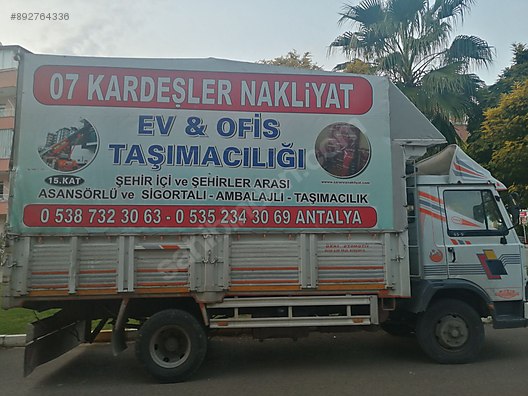 #892764336
07 KARDEŞLER NAKLİYAT
EV & OFİS
TAŞIMACILIĞI
15.KAT
ŞEHİR İÇİ ve ŞEHİRLER ARASI
ASANSÖRLÜ ve SİGORTALI - AMBALAJLI - TAŞIMACILIK
0 538 732 30 63 - 0 535 234 30 69 ANTALYA